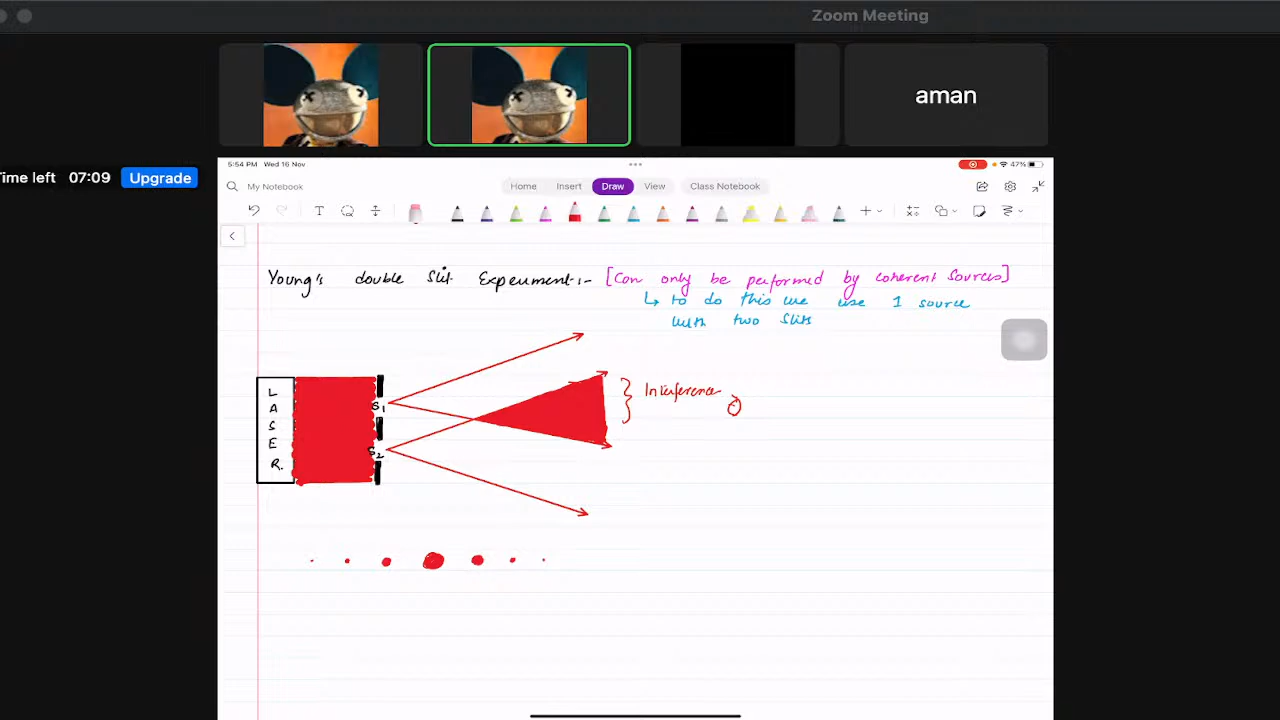 Zoom Meeting
aman
Time left 07:09 Upgrade
5:54 PM Wed 16 Nov 47%
My Notebook Home Insert Draw View Class Notebook
Young's double Slit Experiment:- [Can only be performed by coherent Sources]
↳ to do this we use 1 source
with two slits
LASER
S1
S2
Interference